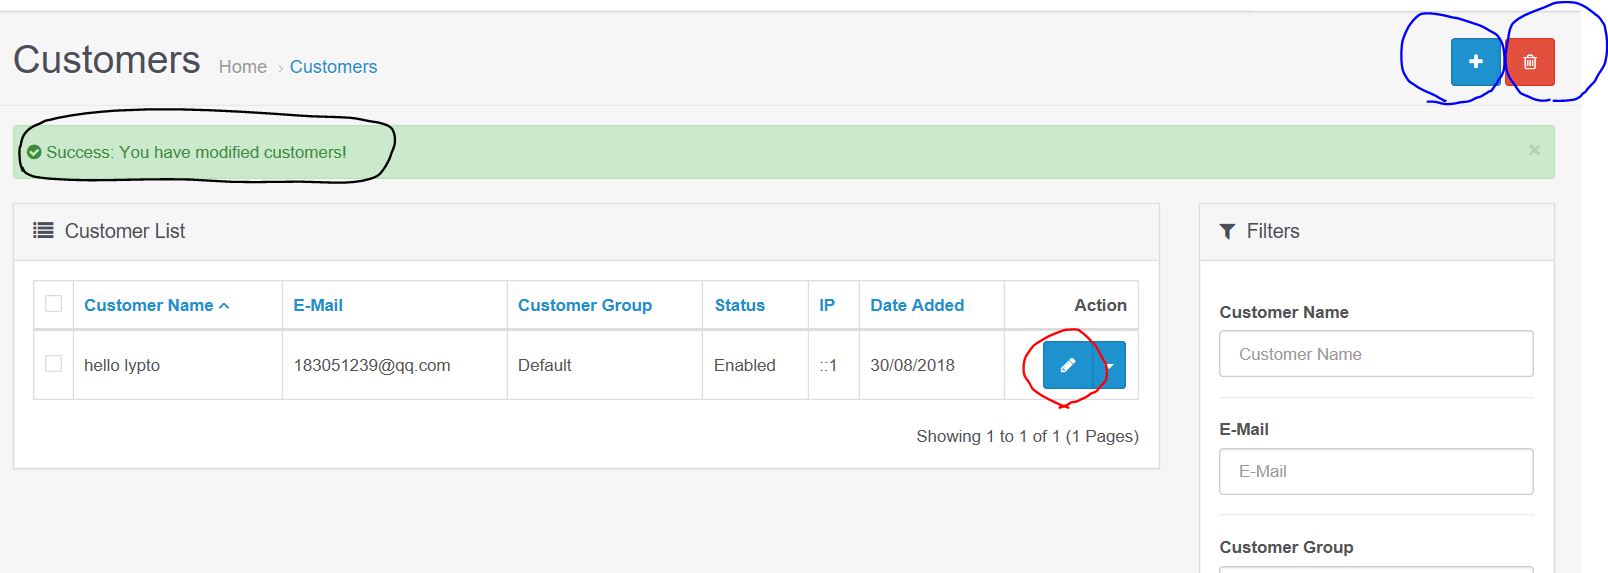 Customers Home › Customers
Success: You have modified customers! ×
Customer List
Customer Name E-Mail Customer Group Status IP Date Added Action
hello lypto 183051239@qq.com Default Enabled ::1 30/08/2018
Showing 1 to 1 of 1 (1 Pages)
Filters
Customer Name
Customer Name
E-Mail
E-Mail
Customer Group